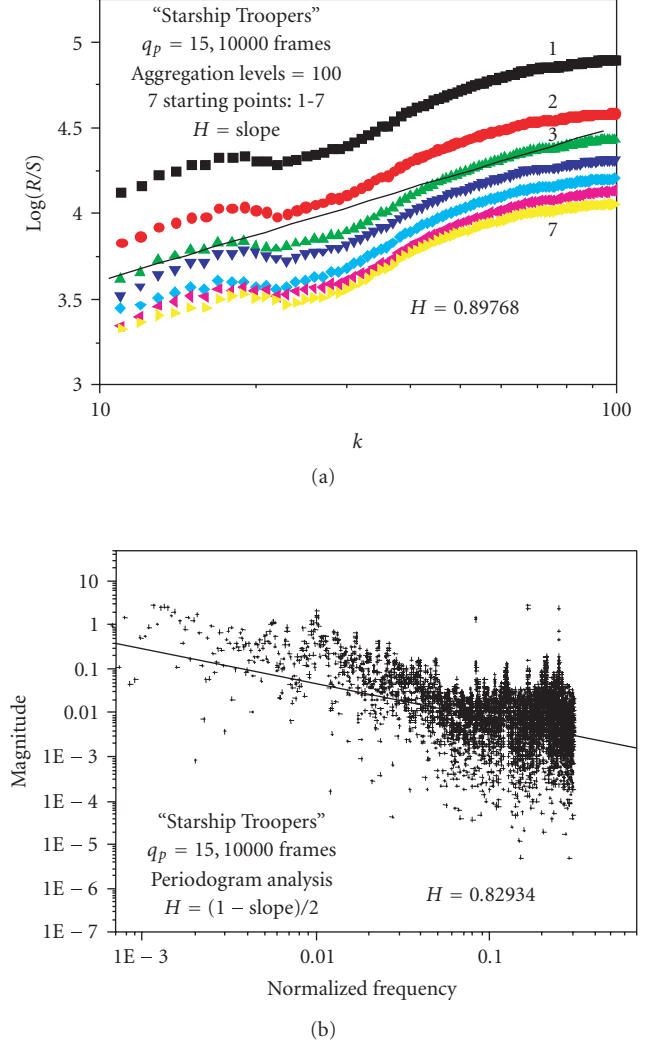 “Starship Troopers”
q_p = 15, 10000 frames
Aggregation levels = 100
7 starting points: 1-7
H = slope
1
2
3
7
H = 0.89768
5
4.5
4
3.5
3
Log(R/S)
10
100
k
(a)
10
1
0.1
0.01
1E − 3
1E − 4
1E − 5
1E − 6
1E − 7
Magnitude
“Starship Troopers”
q_p = 15, 10000 frames
Periodogram analysis
H = (1 − slope)/2
H = 0.82934
1E − 3
0.01
0.1
Normalized frequency
(b)